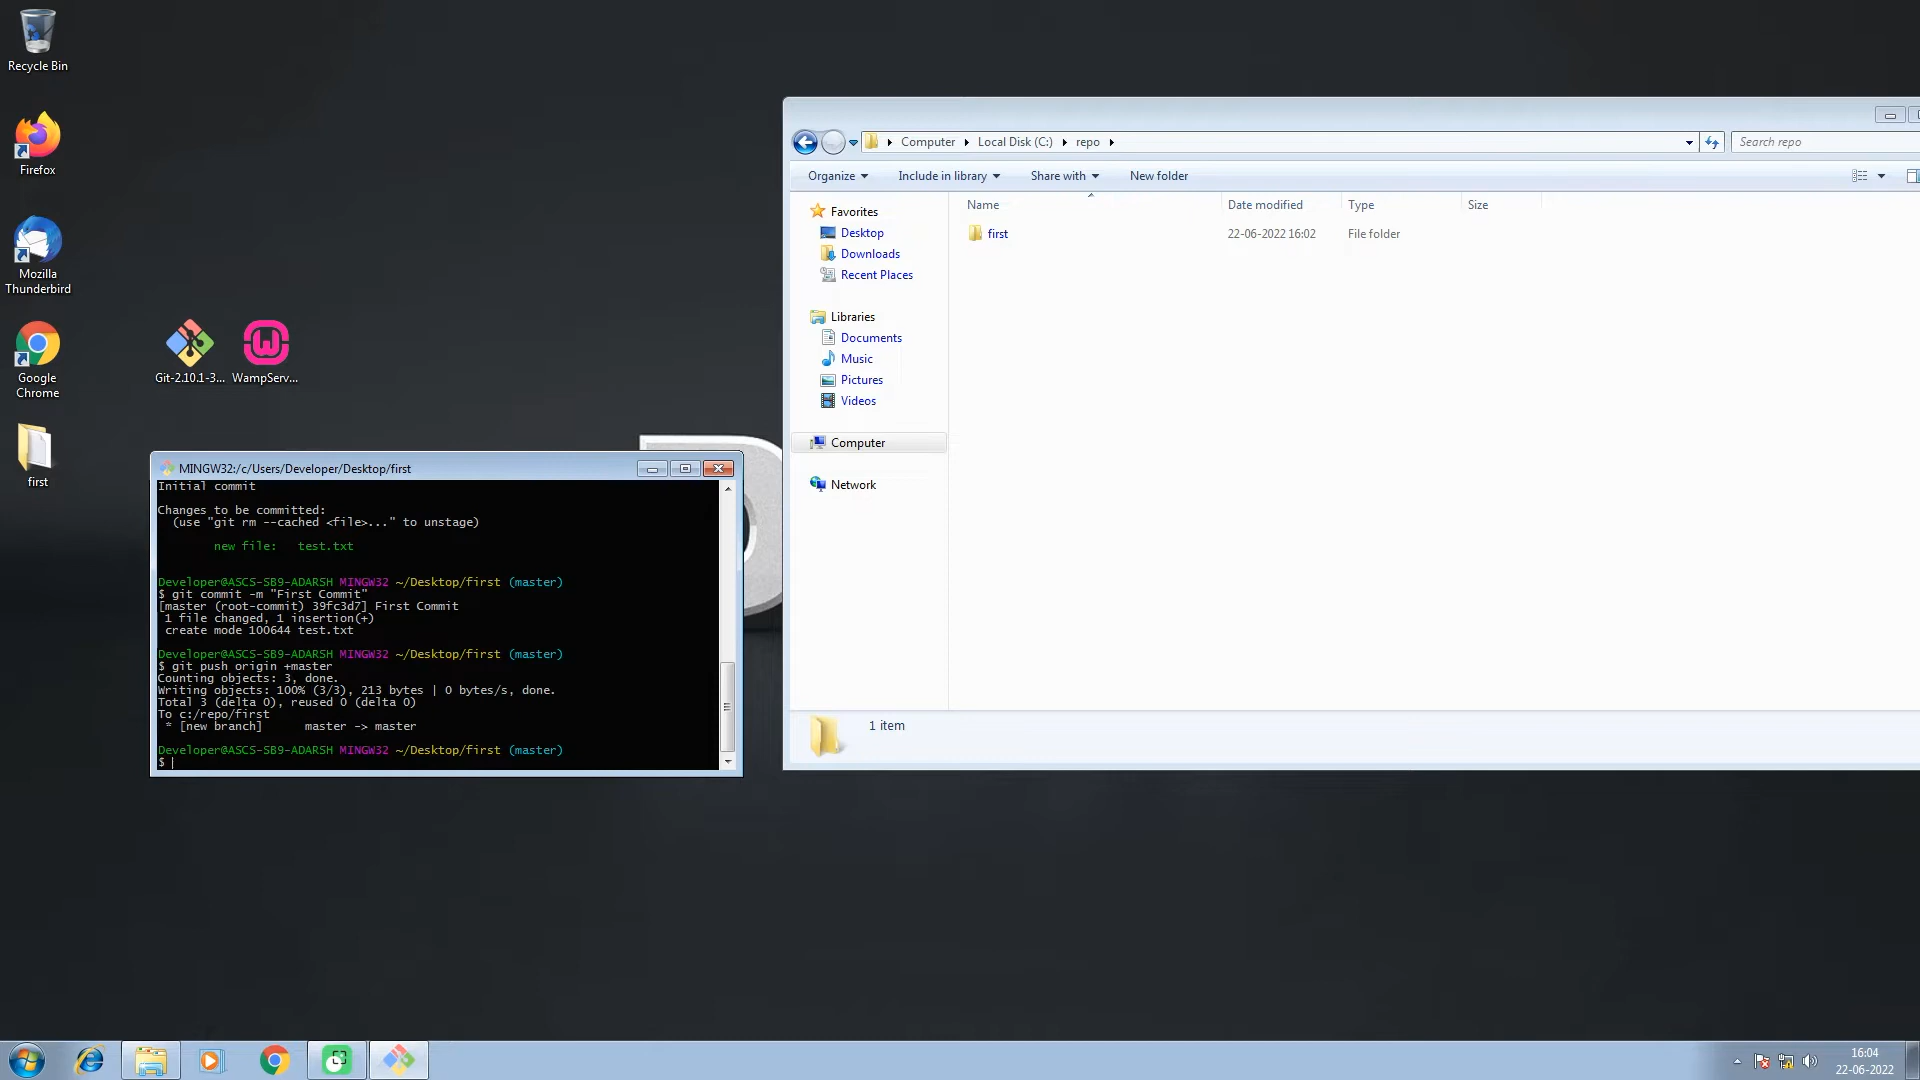 Recycle Bin
Firefox
Mozilla
Thunderbird
Google
Chrome
first
Git-2.10.1-3...
WampServ...
MINGW32:/c/Users/Developer/Desktop/first
Initial commit
Changes to be committed:
(use "git rm --cached <file>..." to unstage)
new file: test.txt
Developer@ASCS-SB9-ADARSH MINGW32 ~/Desktop/first (master)
$ git commit -m "First Commit"
[master (root-commit) 39fc3d7] First Commit
1 file changed, 1 insertion(+)
create mode 100644 test.txt
Developer@ASCS-SB9-ADARSH MINGW32 ~/Desktop/first (master)
$ git push origin +master
Counting objects: 3, done.
Writing objects: 100% (3/3), 213 bytes | 0 bytes/s, done.
Total 3 (delta 0), reused 0 (delta 0)
To c:/repo/first
* [new branch] master -> master
Developer@ASCS-SB9-ADARSH MINGW32 ~/Desktop/first (master)
$
Computer Local Disk (C:) repo
Search repo
Organize Include in library Share with New folder
Favorites
Desktop
Downloads
Recent Places
Libraries
Documents
Music
Pictures
Videos
Computer
Network
Name Date modified Type Size
first 22-06-2022 16:02 File folder
1 item
16:04
22-06-2022